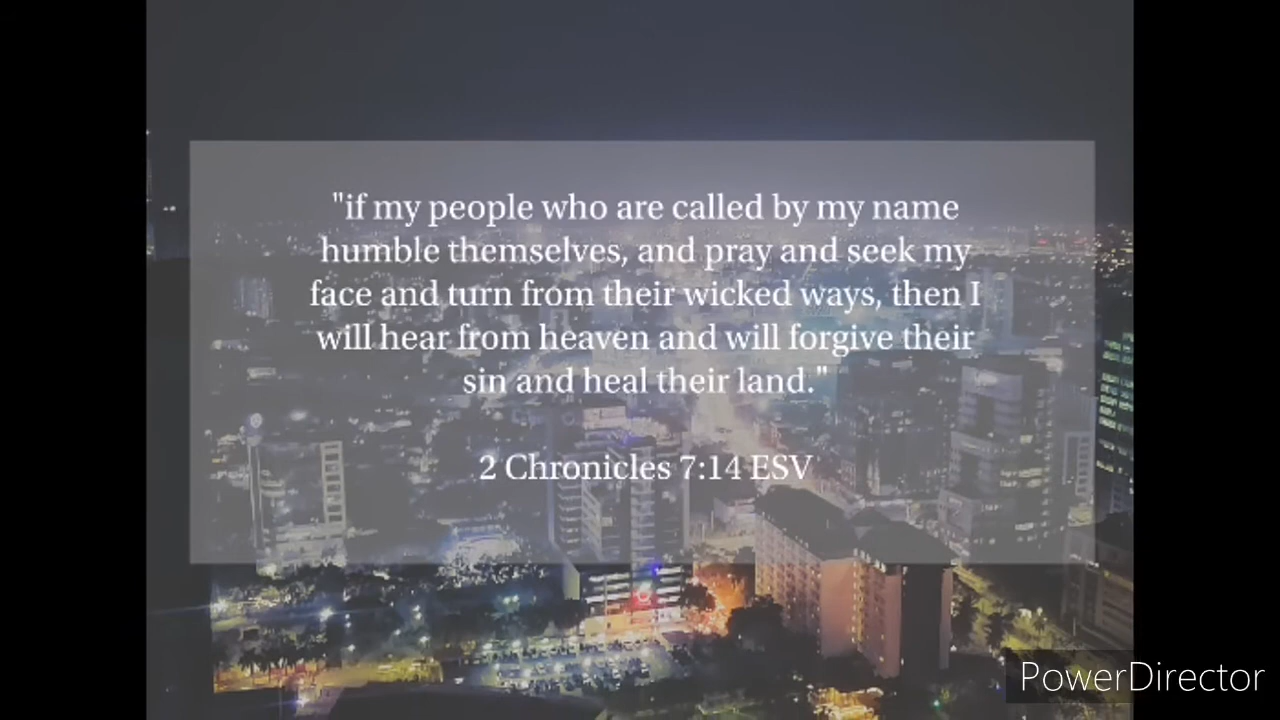 "if my people who are called by my name
humble themselves, and pray and seek my
face and turn from their wicked ways, then I
will hear from heaven and will forgive their
sin and heal their land."
2 Chronicles 7:14 ESV
PowerDirector